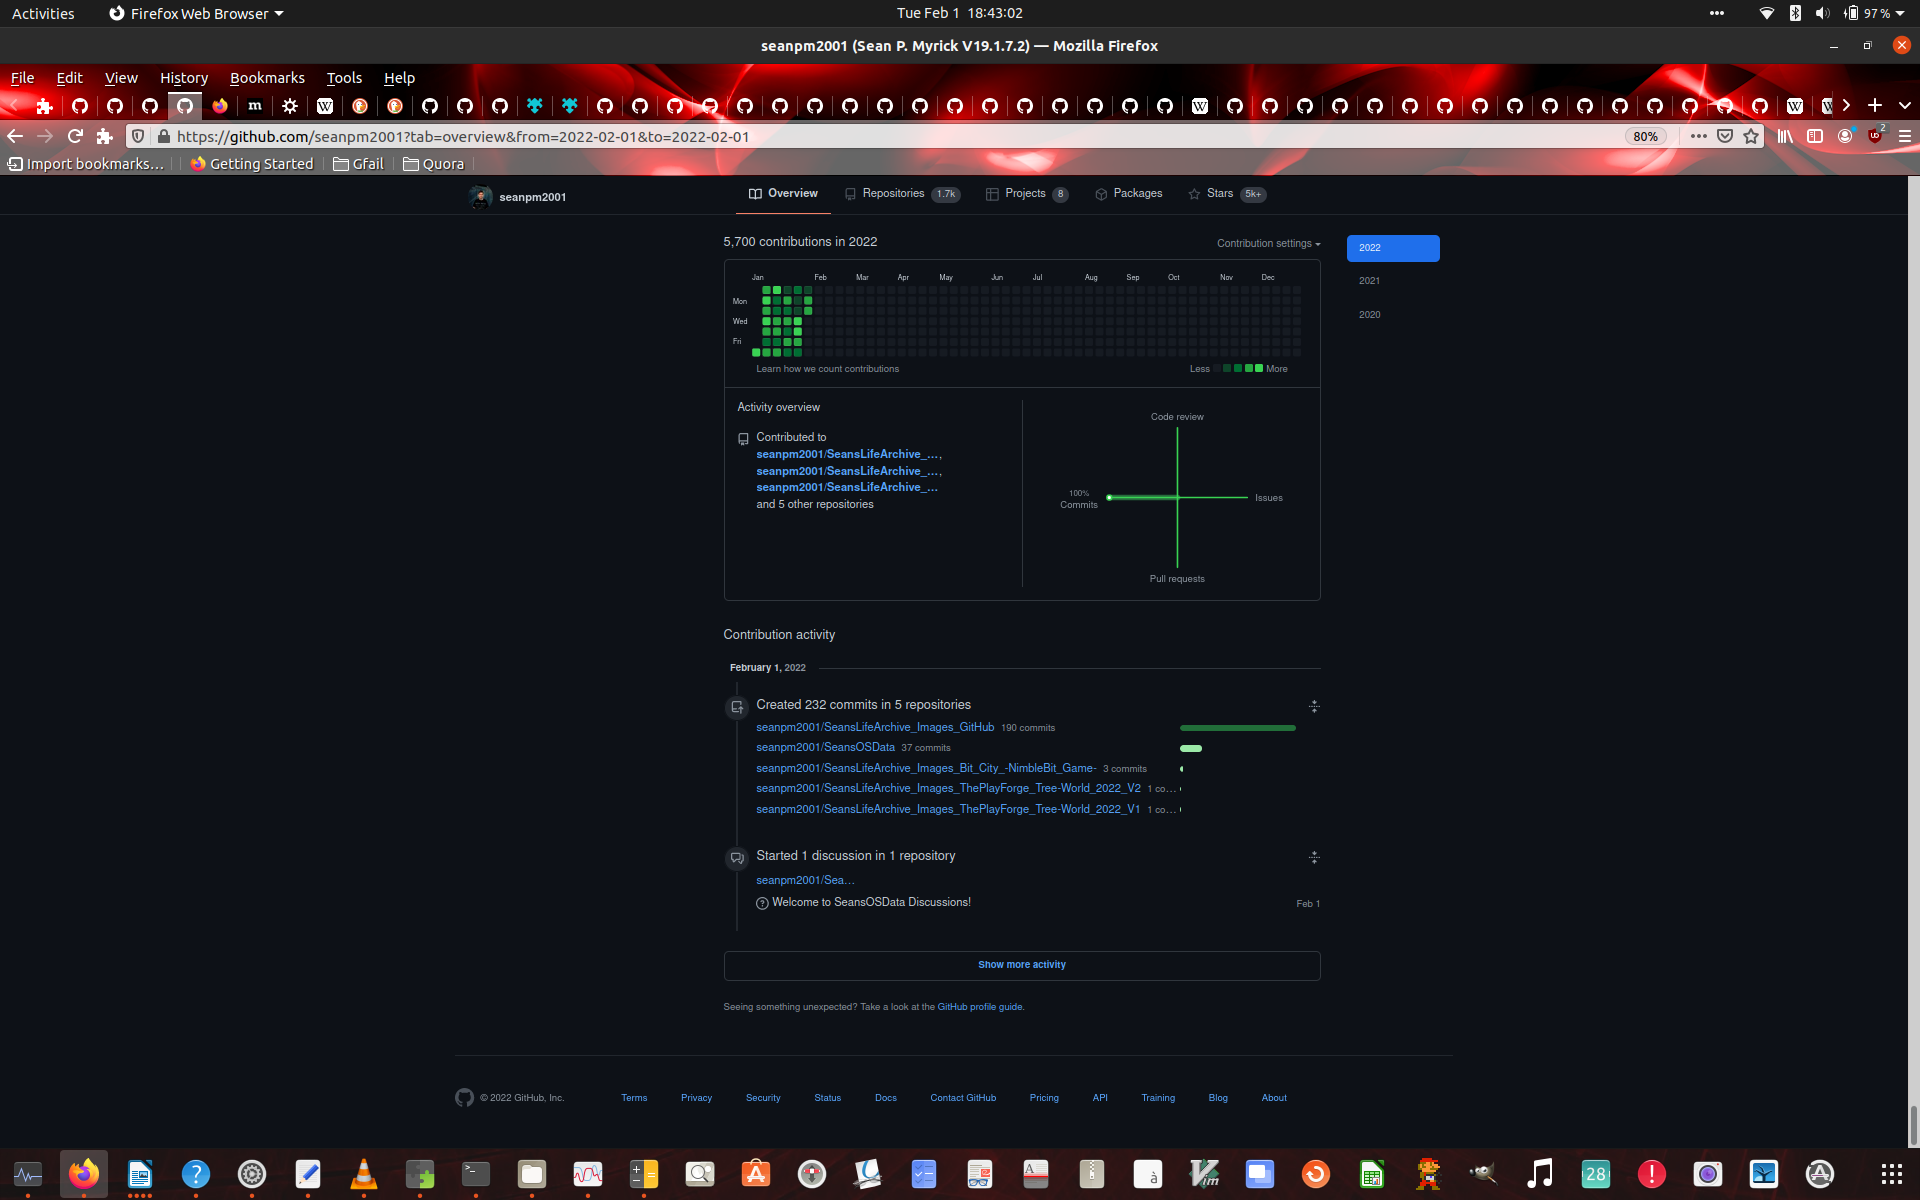 Activities
Firefox Web Browser
Tue Feb 1 18:43:02
97 %
seanpm2001 (Sean P. Myrick V19.1.7.2) — Mozilla Firefox
File Edit View History Bookmarks Tools Help
https://github.com/seanpm2001?tab=overview&from=2022-02-01&to=2022-02-01
80%
2
Import bookmarks... Getting Started Gfail Quora
seanpm2001
Overview Repositories 1.7k Projects 8 Packages Stars 5k+
5,700 contributions in 2022
Contribution settings
2022
2021
2020
Jan Feb Mar Apr May Jun Jul Aug Sep Oct Nov Dec
Mon
Wed
Fri
Learn how we count contributions
Less More
Activity overview
Contributed to
seanpm2001/SeansLifeArchive_...,
seanpm2001/SeansLifeArchive_...,
seanpm2001/SeansLifeArchive_...
and 5 other repositories
Code review
100%
Commits
Issues
Pull requests
Contribution activity
February 1, 2022
Created 232 commits in 5 repositories
seanpm2001/SeansLifeArchive_Images_GitHub 190 commits
seanpm2001/SeansOSData 37 commits
seanpm2001/SeansLifeArchive_Images_Bit_City_-NimbleBit_Game- 3 commits
seanpm2001/SeansLifeArchive_Images_ThePlayForge_Tree-World_2022_V2 1 co...
seanpm2001/SeansLifeArchive_Images_ThePlayForge_Tree-World_2022_V1 1 co...
Started 1 discussion in 1 repository
seanpm2001/Sea...
Welcome to SeansOSData Discussions!
Feb 1
Show more activity
Seeing something unexpected? Take a look at the GitHub profile guide.
© 2022 GitHub, Inc. Terms Privacy Security Status Docs Contact GitHub Pricing API Training Blog About
28